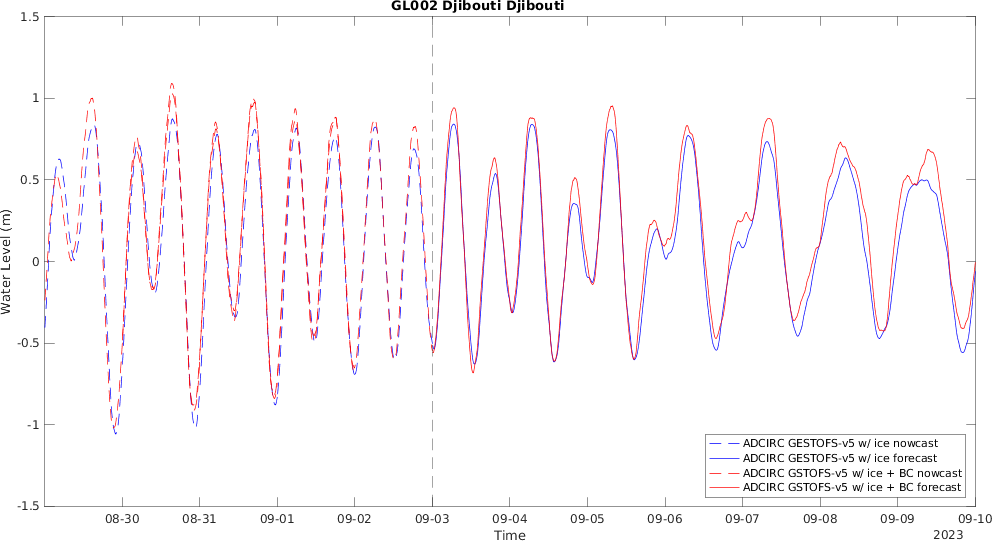 GL002 Djibouti Djibouti
Water Level (m)
1.5
1
0.5
0
-0.5
-1
-1.5
ADCIRC GESTOFS-v5 w/ ice nowcast
ADCIRC GESTOFS-v5 w/ ice forecast
ADCIRC GSTOFS-v5 w/ ice + BC nowcast
ADCIRC GSTOFS-v5 w/ ice + BC forecast
08-30 08-31 09-01 09-02 09-03 09-04 09-05 09-06 09-07 09-08 09-09 09-10
Time
2023